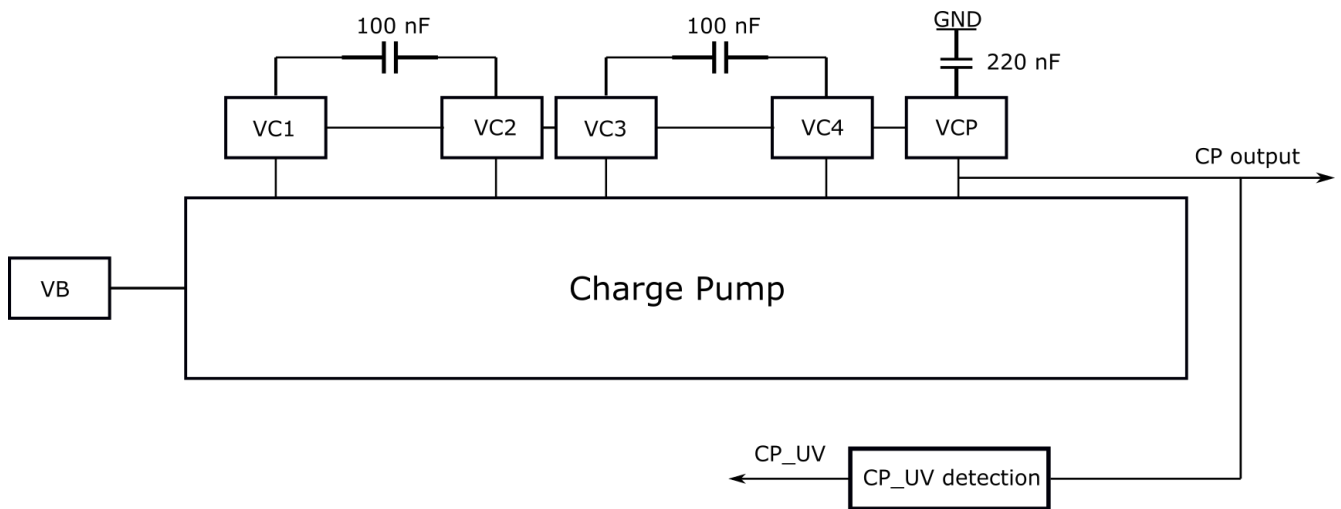 100 nF
100 nF
GND
220 nF
VC1
VC2
VC3
VC4
VCP
CP output
VB
Charge Pump
CP_UV
CP_UV detection